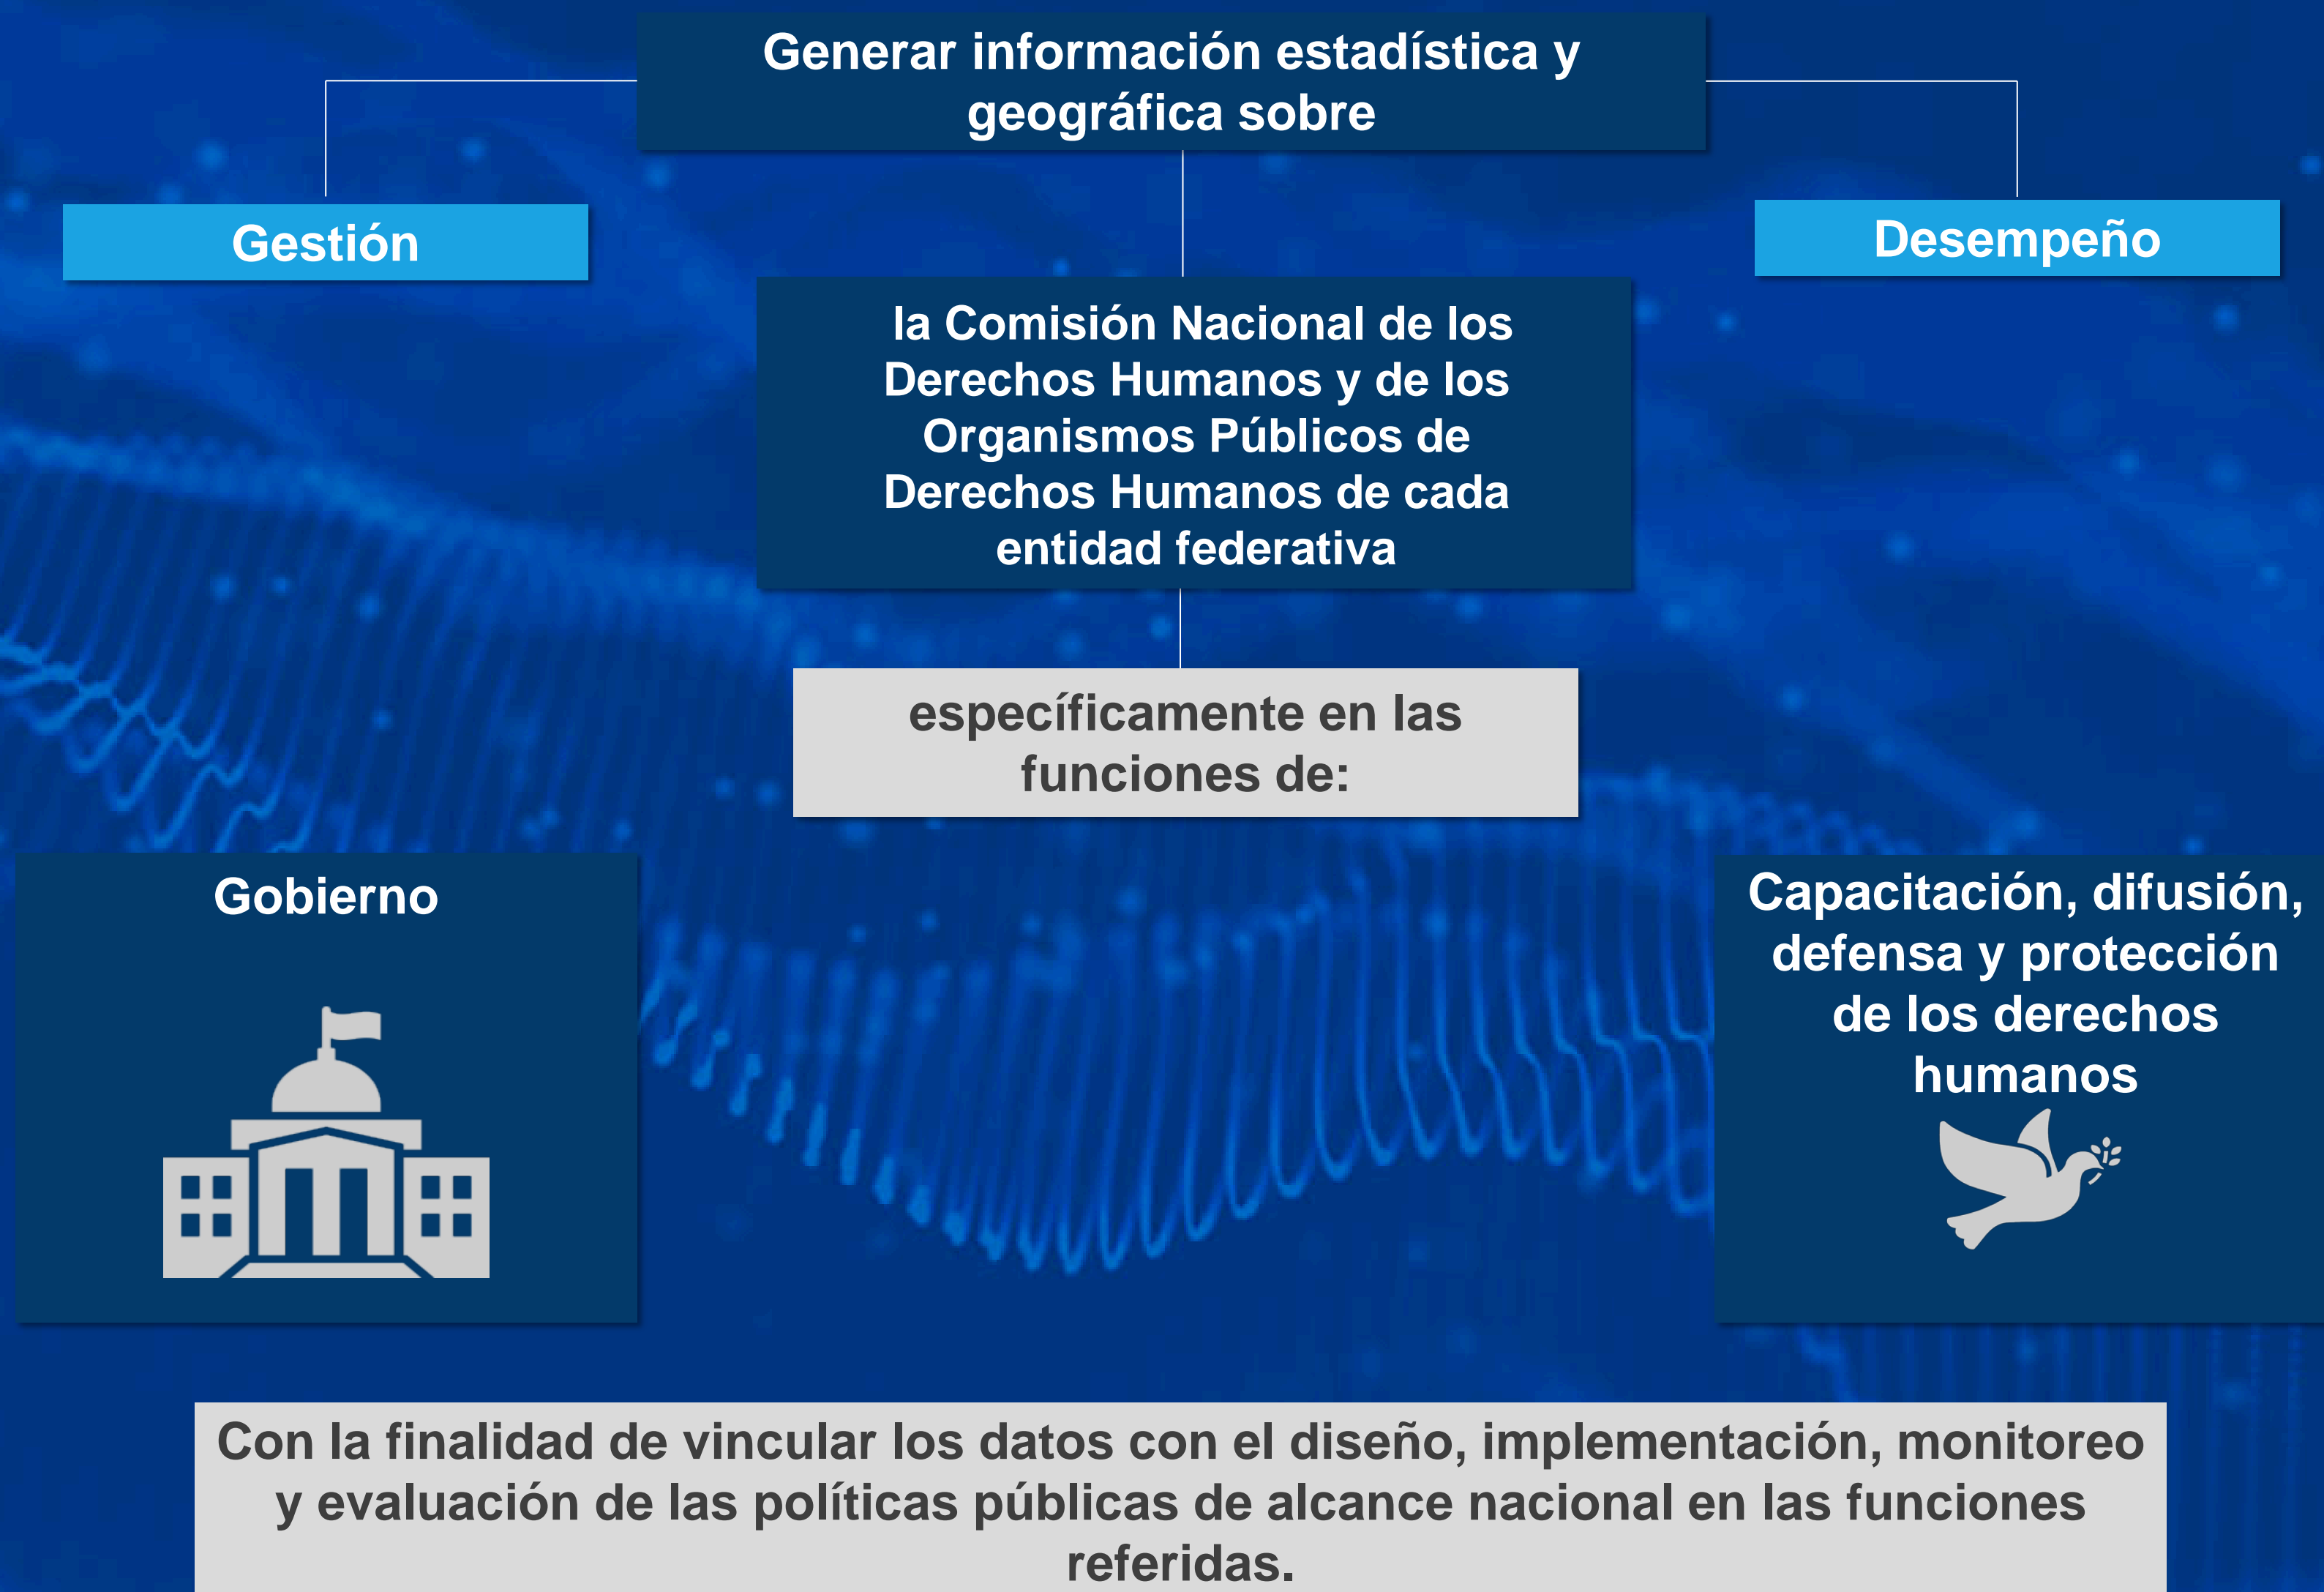 Generar información estadística y
geográfica sobre
Gestión
Desempeño
la Comisión Nacional de los
Derechos Humanos y de los
Organismos Públicos de
Derechos Humanos de cada
entidad federativa
específicamente en las
funciones de:
Gobierno
Capacitación, difusión,
defensa y protección
de los derechos
humanos
Con la finalidad de vincular los datos con el diseño, implementación, monitoreo
y evaluación de las políticas públicas de alcance nacional en las funciones
referidas.